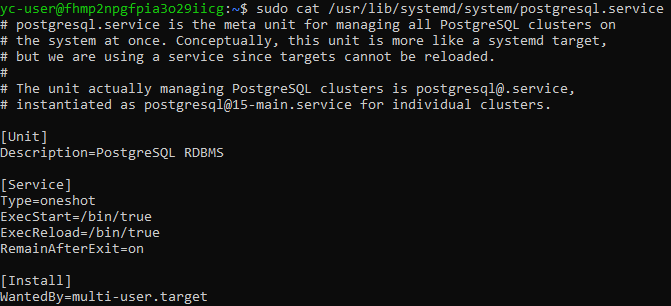 yc-user@fhmp2npgfpia3o29iicg:~$ sudo cat /usr/lib/systemd/system/postgresql.service
# postgresql.service is the meta unit for managing all PostgreSQL clusters on
# the system at once. Conceptually, this unit is more like a systemd target,
# but we are using a service since targets cannot be reloaded.
#
# The unit actually managing PostgreSQL clusters is postgresql@.service,
# instantiated as postgresql@15-main.service for individual clusters.
[Unit]
Description=PostgreSQL RDBMS
[Service]
Type=oneshot
ExecStart=/bin/true
ExecReload=/bin/true
RemainAfterExit=on
[Install]
WantedBy=multi-user.target